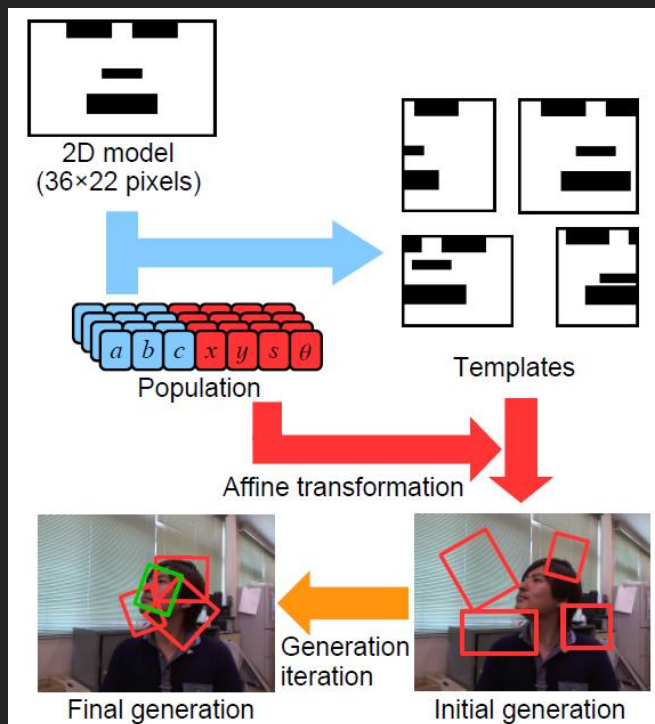 2D model
(36×22 pixels)
a b c x y s θ
Population
Templates
Affine transformation
Generation
iteration
Final generation
Initial generation